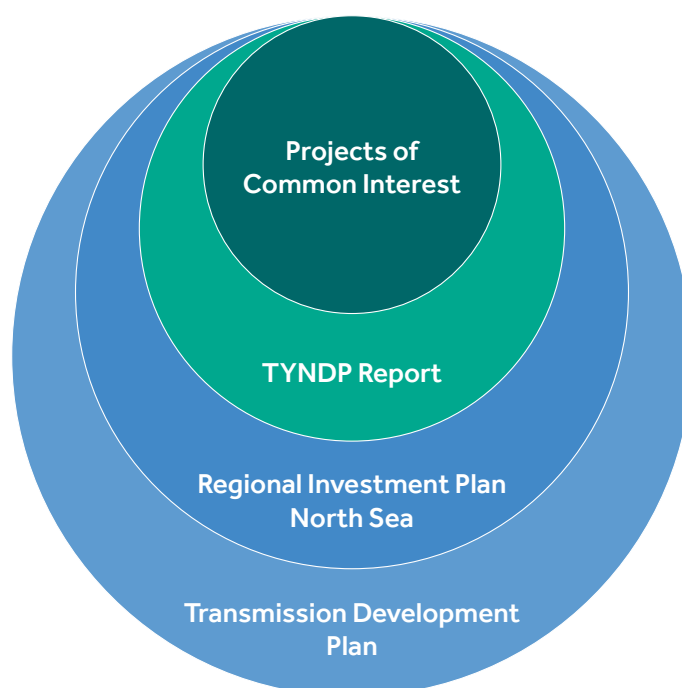 Projects of
Common Interest
TYNDP Report
Regional Investment Plan
North Sea
Transmission Development
Plan